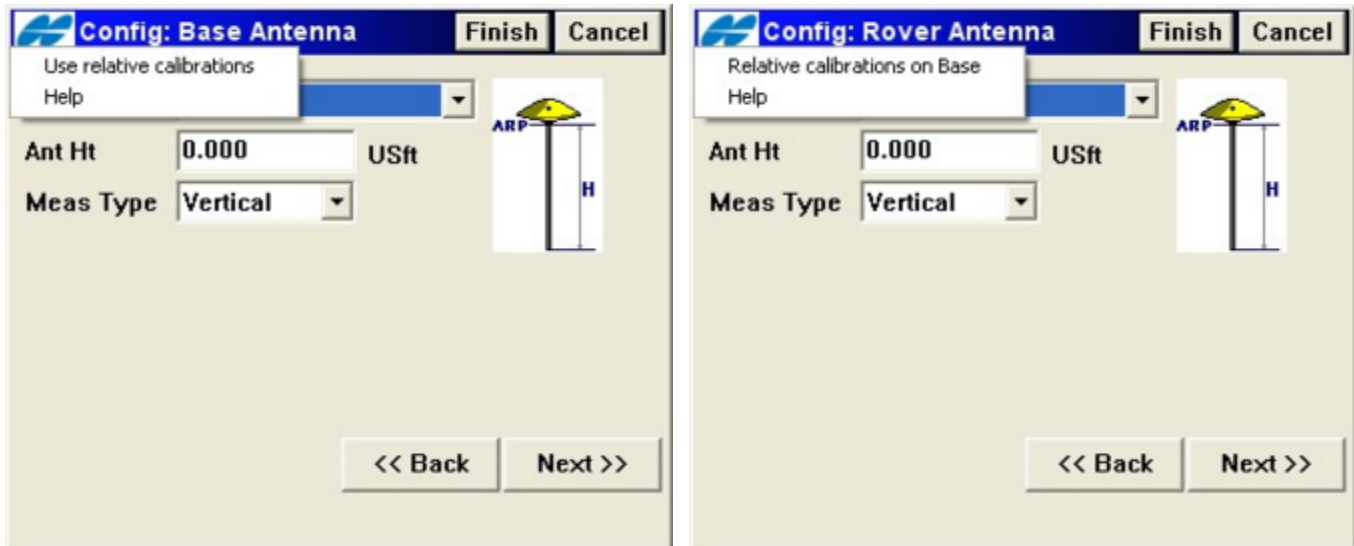 Config: Base Antenna Finish Cancel
Use relative calibrations
Help
ARP
Ant Ht 0.000 USft
H
Meas Type Vertical
<< Back Next >>
Config: Rover Antenna Finish Cancel
Relative calibrations on Base
Help
ARP
Ant Ht 0.000 USft
H
Meas Type Vertical
<< Back Next >>